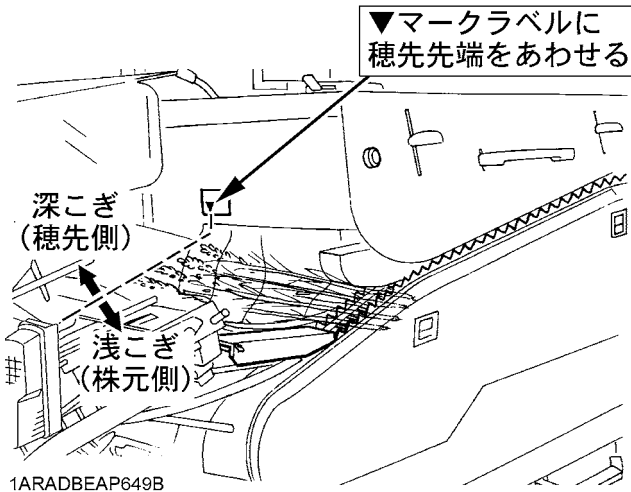 ▼マークラベルに
穂先先端をあわせる
深こぎ
(穂先側)
浅こぎ
(株元側)
1ARADBEAP649B